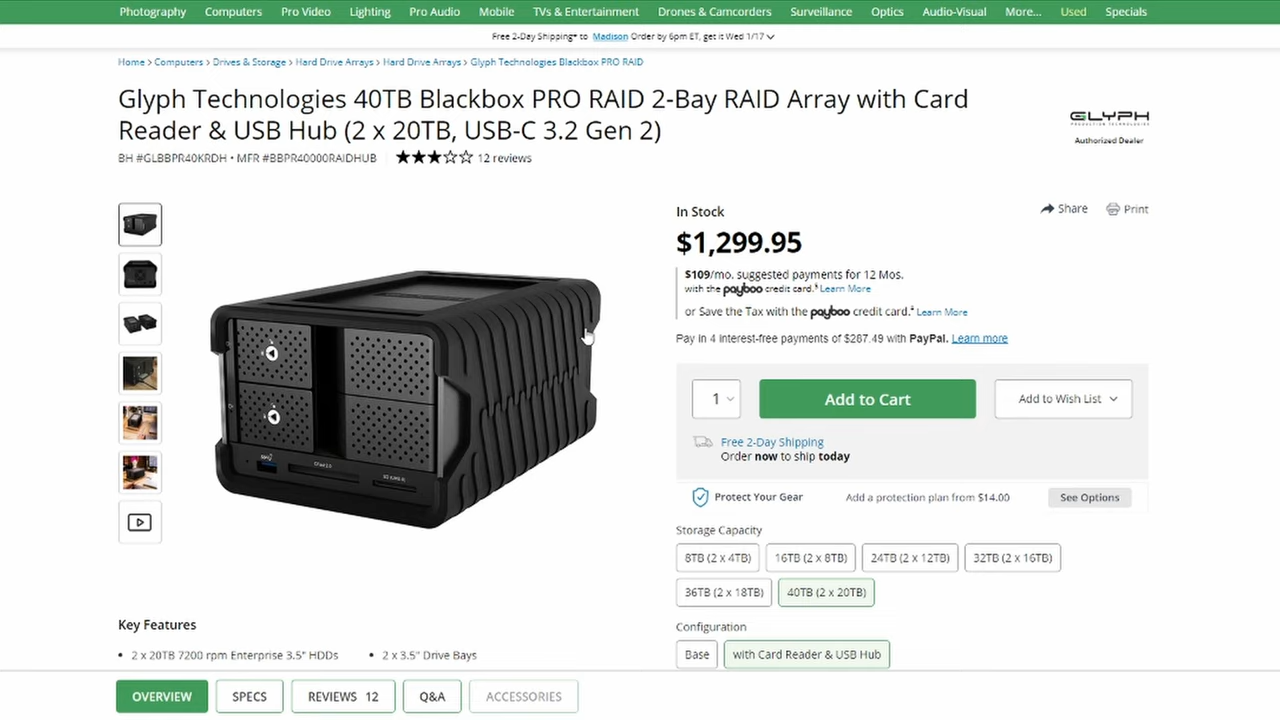 Photography Computers Pro Video Lighting Pro Audio Mobile TVs & Entertainment Drones & Camcorders Surveillance Optics Audio-Visual More... Used Specials
Free 2-Day Shipping* to Madison Order by 6pm ET, get it Wed 1/17
Home > Computers > Drives & Storage > Hard Drive Arrays > Hard Drive Arrays > Glyph Technologies Blackbox PRO RAID
Glyph Technologies 40TB Blackbox PRO RAID 2-Bay RAID Array with Card
Reader & USB Hub (2 x 20TB, USB-C 3.2 Gen 2)
BH #GLBBPR40KRDH • MFR #BBPR40000RAIDHUB 12 reviews
GLYPH
PRODUCTION TECHNOLOGIES
Authorized Dealer
In Stock
Share Print
$1,299.95
$109/mo. suggested payments for 12 Mos.
with the payboo credit card.§ Learn More
or Save the Tax with the payboo credit card.‡ Learn More
Pay in 4 interest-free payments of $287.49 with PayPal. Learn more
1 Add to Cart Add to Wish List
Free 2-Day Shipping
Order now to ship today
Protect Your Gear Add a protection plan from $14.00 See Options
Storage Capacity
8TB (2 x 4TB) 16TB (2 x 8TB) 24TB (2 x 12TB) 32TB (2 x 16TB)
36TB (2 x 18TB) 40TB (2 x 20TB)
Configuration
Base with Card Reader & USB Hub
Key Features
• 2 x 20TB 7200 rpm Enterprise 3.5" HDDs • 2 x 3.5" Drive Bays
OVERVIEW SPECS REVIEWS 12 Q&A ACCESSORIES